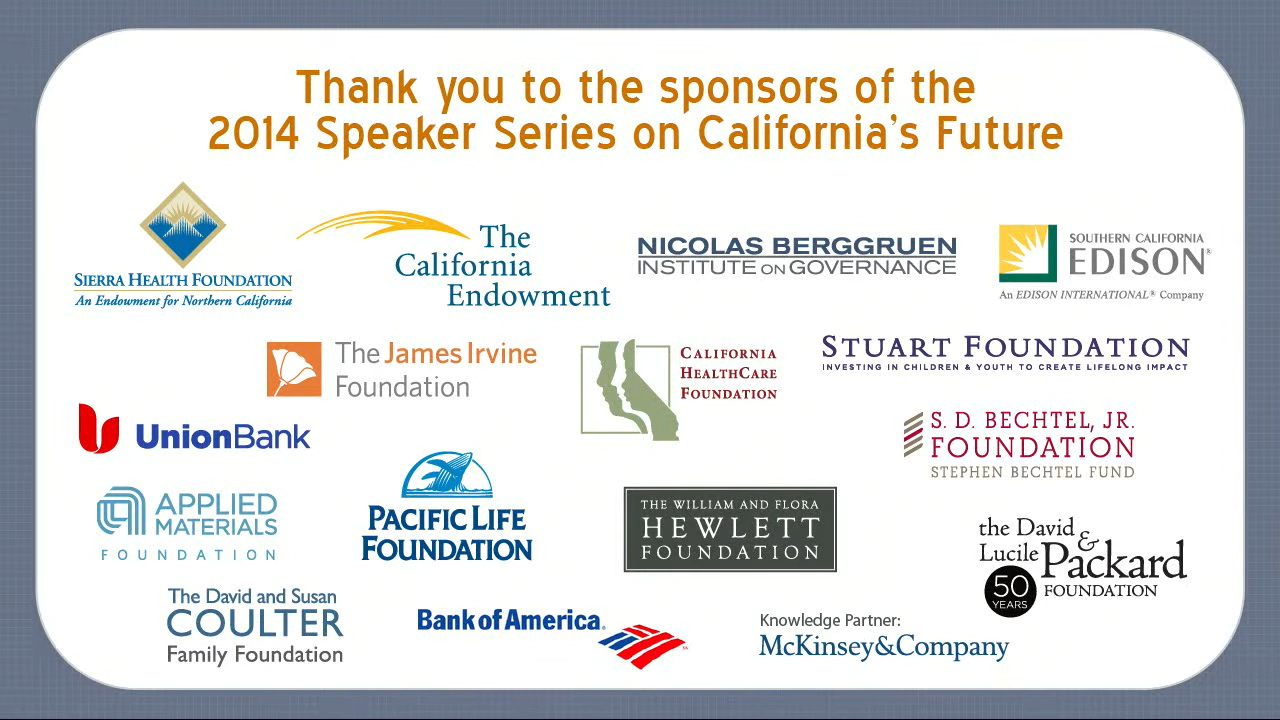 Thank you to the sponsors of the
2014 Speaker Series on California's Future
SIERRA HEALTH FOUNDATION
An Endowment for Northern California
The
California
Endowment
NICOLAS BERGGRUEN
INSTITUTE ON GOVERNANCE
SOUTHERN CALIFORNIA
EDISON®
An EDISON INTERNATIONAL® Company
The James Irvine
Foundation
CALIFORNIA
HEALTHCARE
FOUNDATION
STUART FOUNDATION
INVESTING IN CHILDREN & YOUTH TO CREATE LIFELONG IMPACT
UnionBank
S. D. BECHTEL, JR.
FOUNDATION
STEPHEN BECHTEL FUND
APPLIED
MATERIALS
FOUNDATION
PACIFIC LIFE
FOUNDATION
THE WILLIAM AND FLORA
HEWLETT
FOUNDATION
the David &
Lucile Packard
FOUNDATION
50
YEARS
The David and Susan
COULTER
Family Foundation
Bank of America
Knowledge Partner:
McKinsey&Company